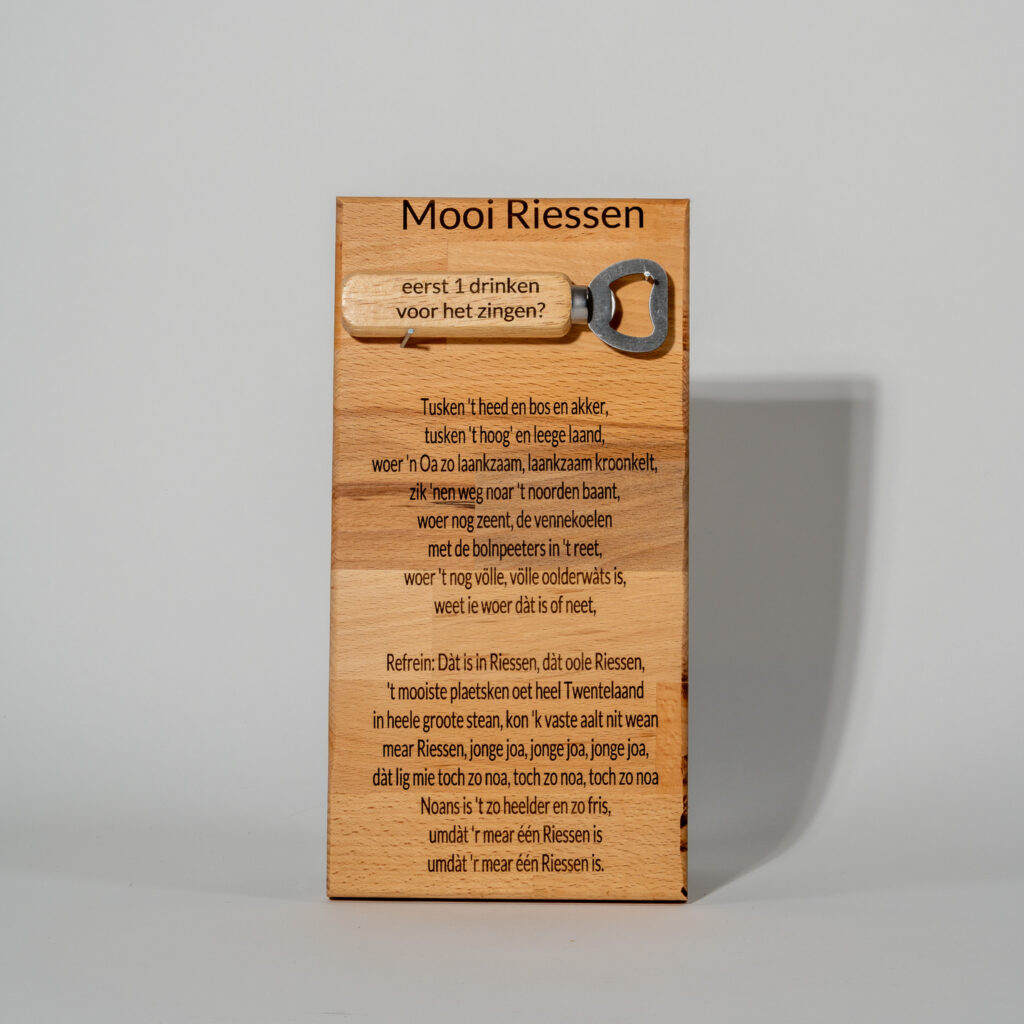 Mooi Riessen
eerst 1 drinken
voor het zingen?
Tusken 't heed en bos en akker,
tusken 't hoog' en leege laand,
woer 'n Oa zo laankzaam, laankzaam kroonkelt,
zik 'nen weg noar 't noorden baant,
woer nog zeent, de vennekoelen
met de bolnpeeters in 't reet,
woer 't nog völle, völle oolderwàts is,
weet ie woer dàt is of neet,
Refrein: Dàt is in Riessen, dàt oole Riessen,
't mooiste plaetsken oet heel Twentelaand
in heele groote stean, kon 'k vaste aalt nit wean
mear Riessen, jonge joa, jonge joa, jonge joa,
dàt lig mie toch zo noa, toch zo noa, toch zo noa
Noans is 't zo heelder en zo fris,
umdàt 'r mear één Riessen is
umdàt 'r mear één Riessen is.